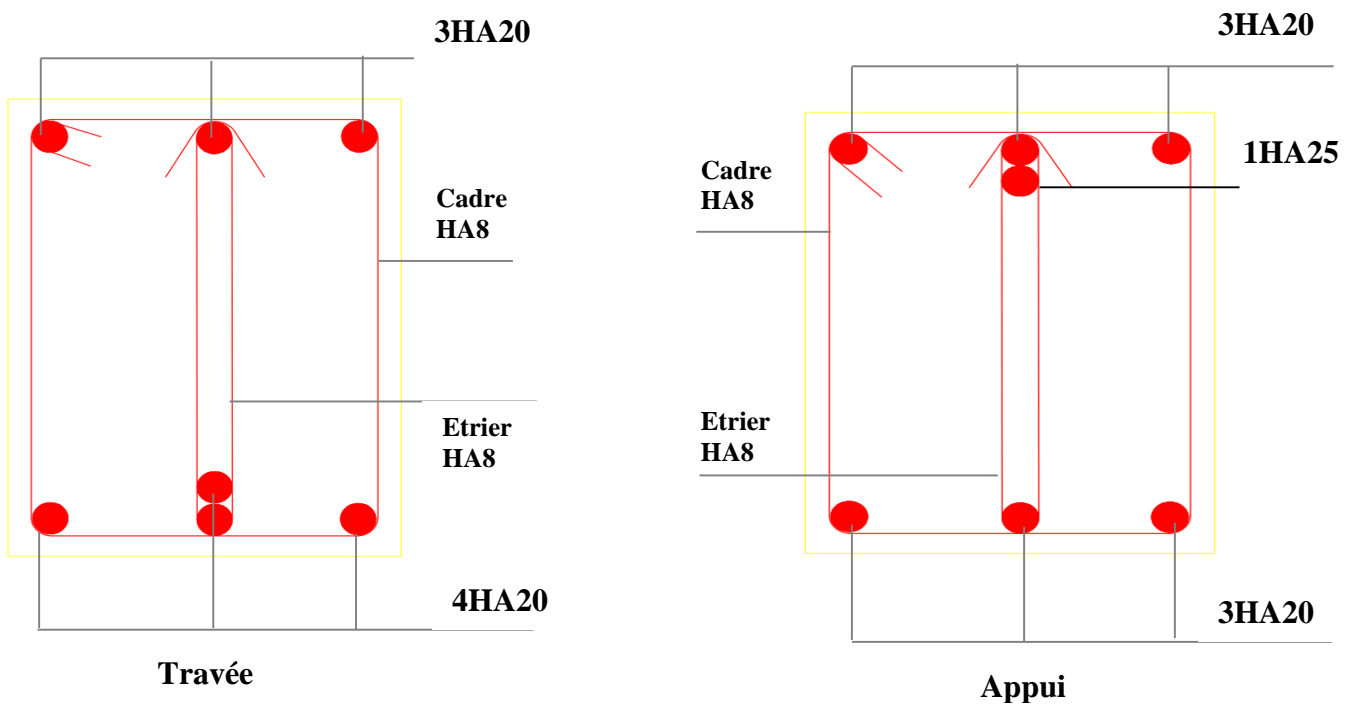 3HA20
Cadre
HA8
Etrier
HA8
4HA20
Travée
3HA20
1HA25
Cadre
HA8
Etrier
HA8
3HA20
Appui